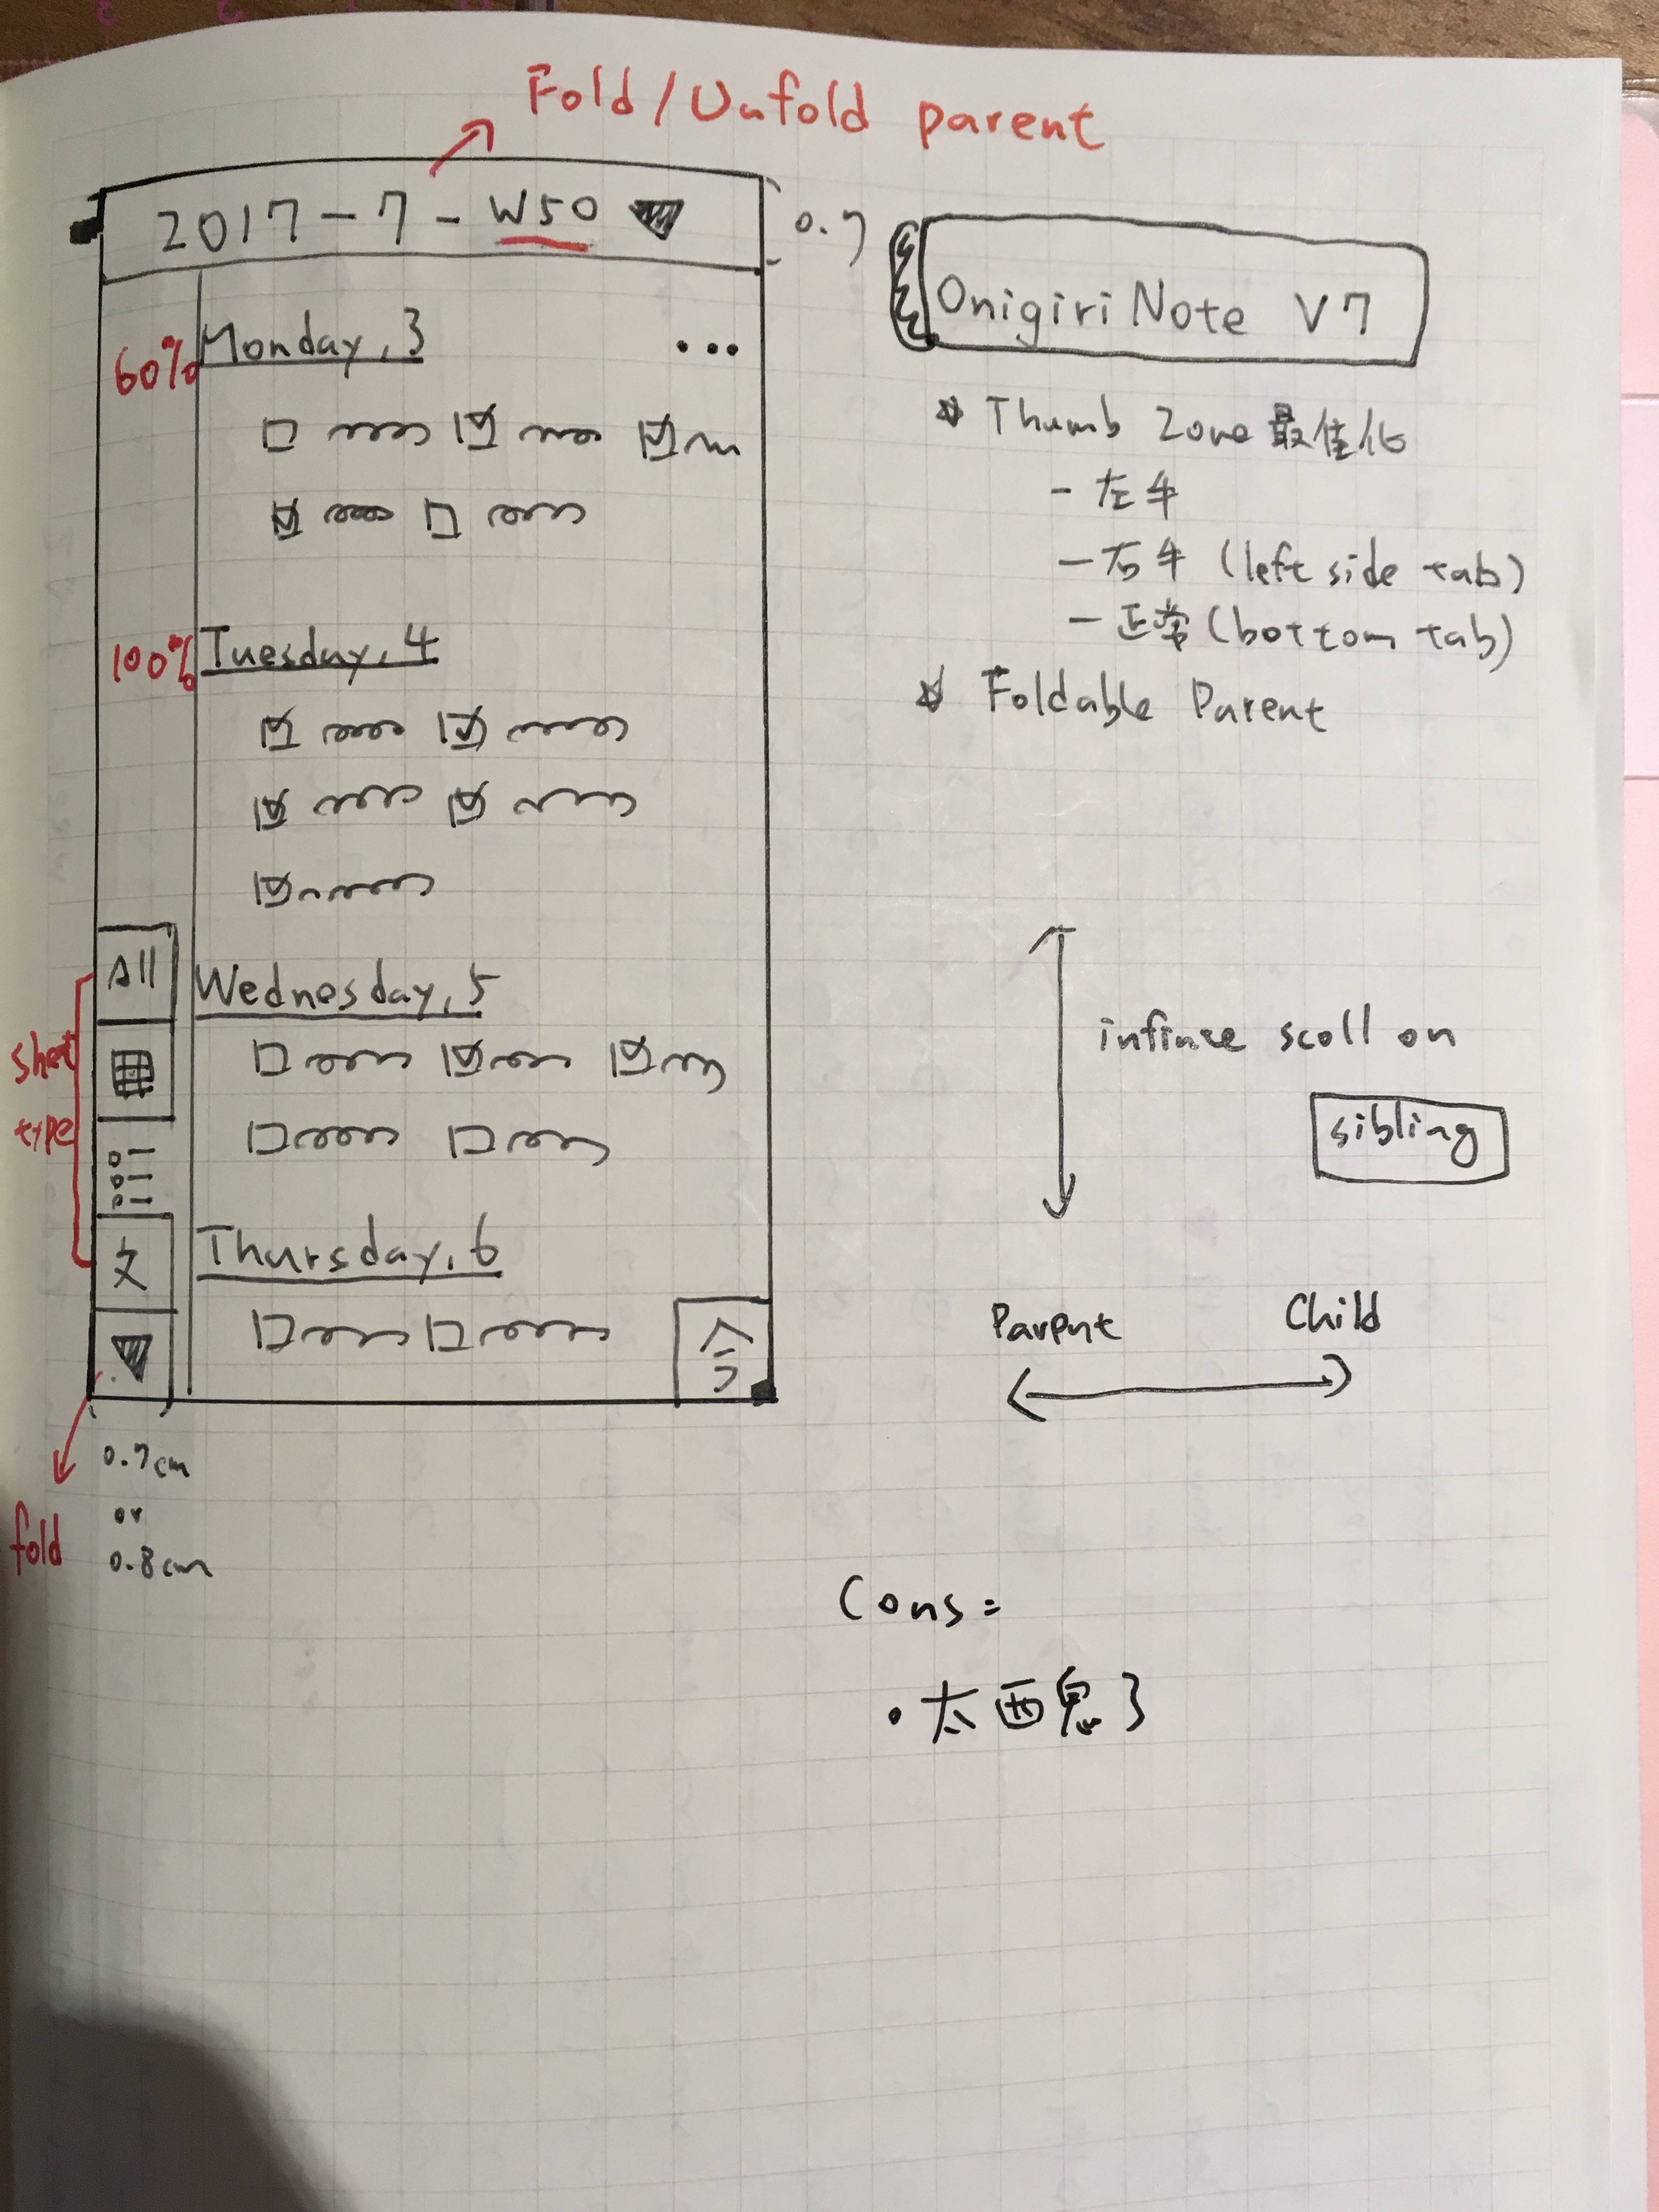 Fold/Unfold parent
2017-7-W50
0.7
60%
Monday, 3
...
100%
Tuesday, 4
All
Wednesday, 5
sheet
type
文
Thursday, 6
今
fold
0.7cm
or
0.8cm
Onigiri Note V7
Thumb Zone 最佳化
- 左手
- 右手 (left side tab)
- 正常 (bottom tab)
Foldable Parent
infinite scoll on
sibling
Parent
Child
Cons:
• 太醜了